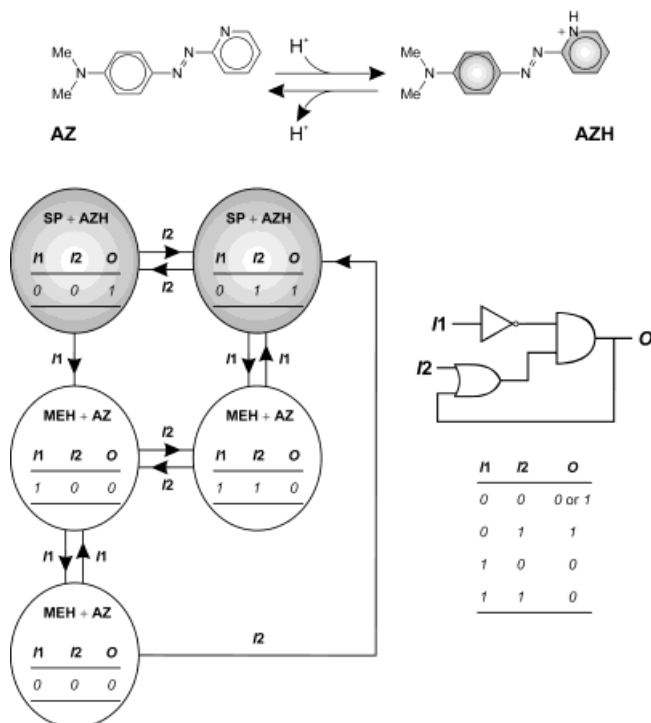 Me
N
Me
N
N
N
AZ
H⁺
H⁺
Me
N
Me
N
N
H
+
N
AZH
SP + AZH
I1 I2 O
0 0 1
I2
I2
SP + AZH
I1 I2 O
0 1 1
I1
I1
I1
MEH + AZ
I1 I2 O
1 0 0
I2
I2
MEH + AZ
I1 I2 O
1 1 0
I1
I1
MEH + AZ
I1 I2 O
0 0 0
I2
I1
I2
O
I1 I2 O
0 0 0 or 1
0 1 1
1 0 0
1 1 0